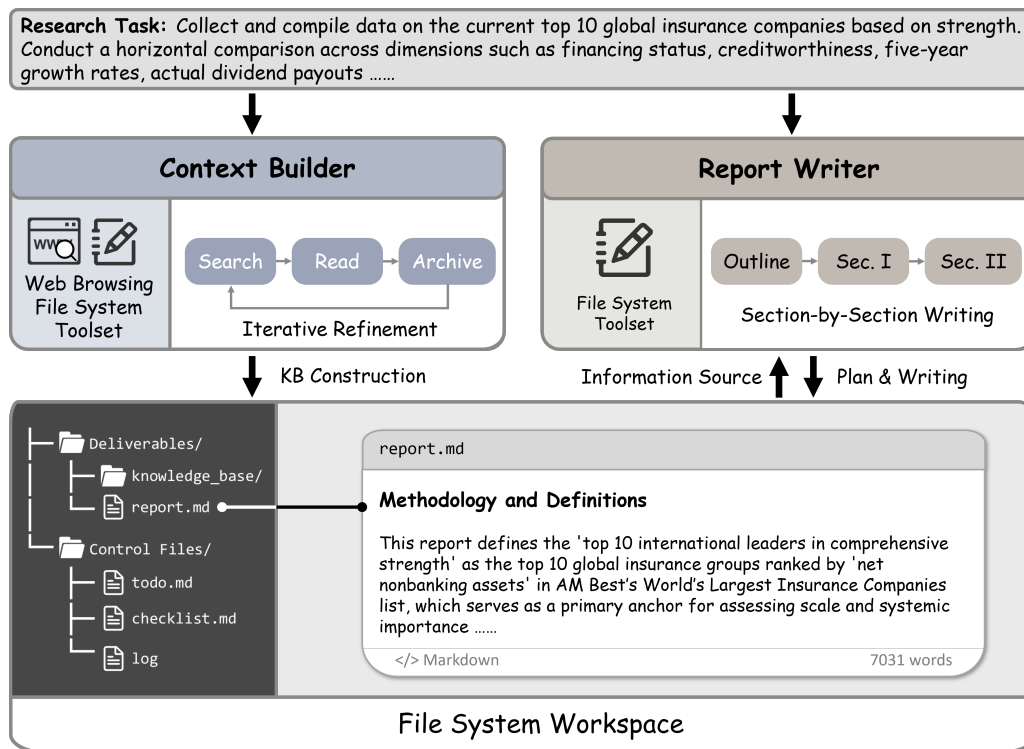 Research Task: Collect and compile data on the current top 10 global insurance companies based on strength.
Conduct a horizontal comparison across dimensions such as financing status, creditworthiness, five-year
growth rates, actual dividend payouts ……
Context Builder
Report Writer
www
Web Browsing
File System
Toolset
Search
Read
Archive
Iterative Refinement
File System
Toolset
Outline
Sec. I
Sec. II
Section-by-Section Writing
KB Construction
Information Source
Plan & Writing
Deliverables/
knowledge_base/
report.md
Control Files/
todo.md
checklist.md
log
report.md
Methodology and Definitions
This report defines the 'top 10 international leaders in comprehensive
strength' as the top 10 global insurance groups ranked by 'net
nonbanking assets' in AM Best’s World’s Largest Insurance Companies
list, which serves as a primary anchor for assessing scale and systemic
importance ……
</> Markdown
7031 words
File System Workspace